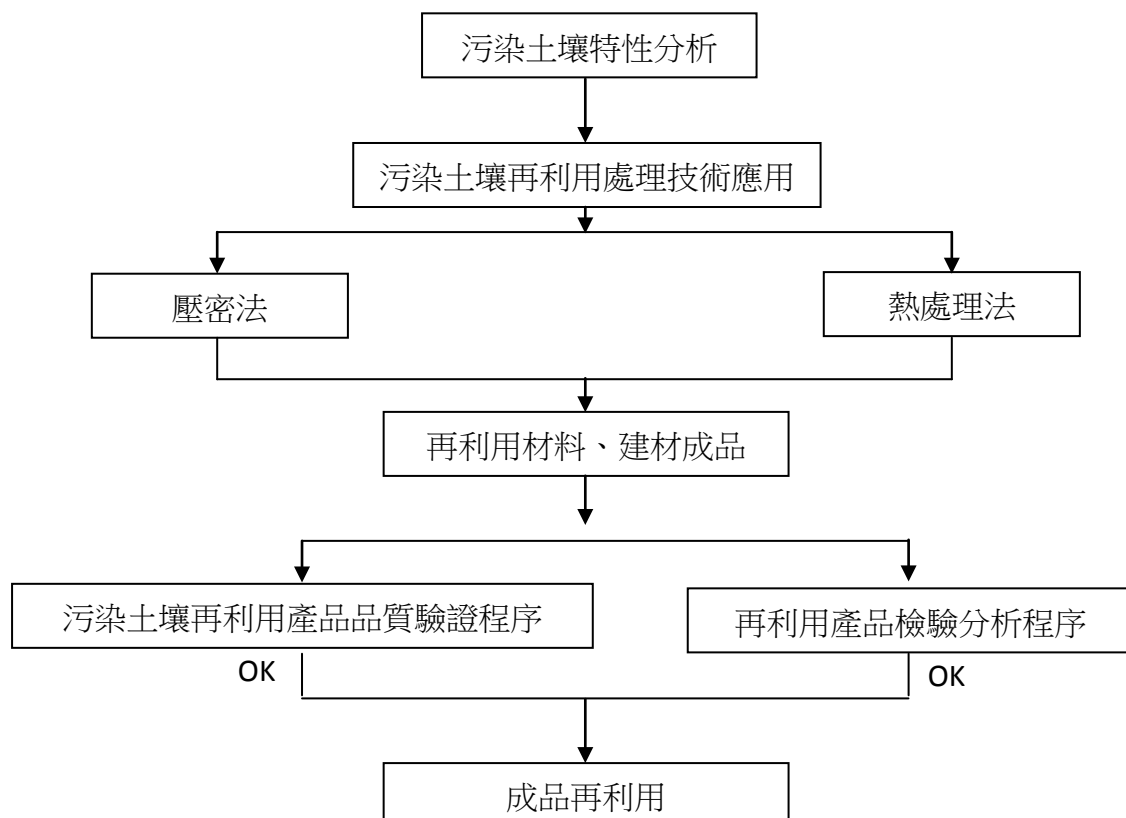 污染土壤特性分析
污染土壤再利用處理技術應用
壓密法
熱處理法
再利用材料、建材成品
污染土壤再利用產品品質驗證程序
再利用產品檢驗分析程序
OK
OK
成品再利用